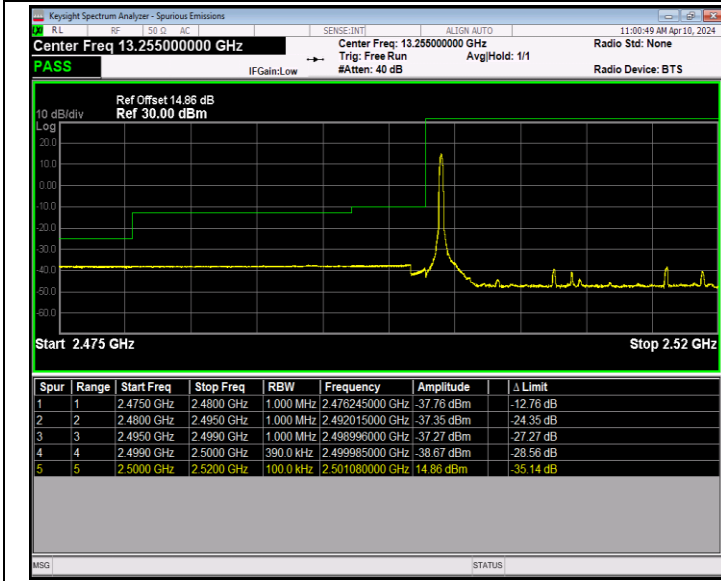 Keysight Spectrum Analyzer - Spurious Emissions
RL RF 50 Ω AC SENSE:INT ALIGN AUTO 11:00:49 AM Apr 10, 2024
Center Freq 13.255000000 GHz Center Freq: 13.255000000 GHz Radio Std: None
Trig: Free Run Avg|Hold: 1/1
PASS IFGain:Low #Atten: 40 dB Radio Device: BTS
Ref Offset 14.86 dB
10 dB/div Ref 30.00 dBm
Log
20.0
10.0
0.00
-10.0
-20.0
-30.0
-40.0
-50.0
-60.0
Start 2.475 GHz Stop 2.52 GHz
Spur Range Start Freq Stop Freq RBW Frequency Amplitude Δ Limit
1 1 2.4750 GHz 2.4800 GHz 1.000 MHz 2.476245000 GHz -37.76 dBm -12.76 dB
2 2 2.4800 GHz 2.4950 GHz 1.000 MHz 2.492015000 GHz -37.35 dBm -24.35 dB
3 3 2.4950 GHz 2.4990 GHz 1.000 MHz 2.498996000 GHz -37.27 dBm -27.27 dB
4 4 2.4990 GHz 2.5000 GHz 390.0 kHz 2.499985000 GHz -38.67 dBm -28.56 dB
5 5 2.5000 GHz 2.5200 GHz 100.0 kHz 2.501080000 GHz 14.86 dBm -35.14 dB
MSG STATUS